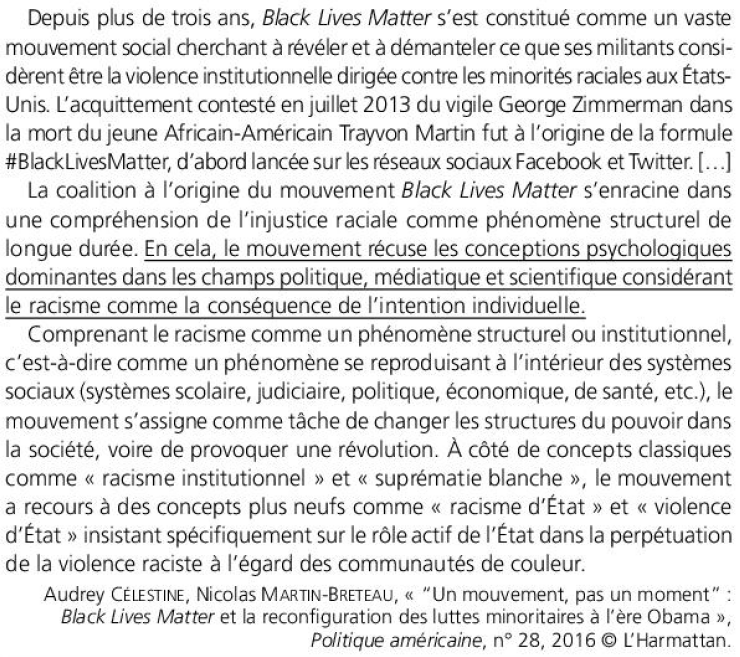 Depuis plus de trois ans, Black Lives Matter s'est constitué comme un vaste
mouvement social cherchant à révéler et à démanteler ce que ses militants consi-
dèrent être la violence institutionnelle dirigée contre les minorités raciales aux États-
Unis. L'acquittement contesté en juillet 2013 du vigile George Zimmerman dans
la mort du jeune Africain-Américain Trayvon Martin fut à l'origine de la formule
#BlackLivesMatter, d'abord lancée sur les réseaux sociaux Facebook et Twitter. […]
La coalition à l'origine du mouvement Black Lives Matter s'enracine dans
une compréhension de l'injustice raciale comme phénomène structurel de
longue durée. En cela, le mouvement récuse les conceptions psychologiques
dominantes dans les champs politique, médiatique et scientifique considérant
le racisme comme la conséquence de l'intention individuelle.
Comprenant le racisme comme un phénomène structurel ou institutionnel,
c'est-à-dire comme un phénomène se reproduisant à l'intérieur des systèmes
sociaux (systèmes scolaire, judiciaire, politique, économique, de santé, etc.), le
mouvement s'assigne comme tâche de changer les structures du pouvoir dans
la société, voire de provoquer une révolution. À côté de concepts classiques
comme « racisme institutionnel » et « suprématie blanche », le mouvement
a recours à des concepts plus neufs comme « racisme d'État » et « violence
d'État » insistant spécifiquement sur le rôle actif de l'État dans la perpétuation
de la violence raciste à l'égard des communautés de couleur.
Audrey CÉLESTINE, Nicolas MARTIN-BRETEAU, « "Un mouvement, pas un moment" :
Black Lives Matter et la reconfiguration des luttes minoritaires à l'ère Obama »,
Politique américaine, n° 28, 2016 © L'Harmattan.